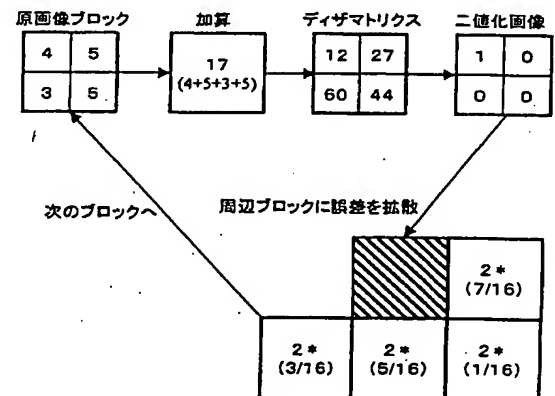 原画像ブロック
加算
ディザマトリクス
二値化画像
4 5
3 5
17
(4+5+3+5)
12 27
60 44
1 0
0 0
次のブロックへ
周辺ブロックに誤差を拡散
2*
(7/16)
2*
(3/16)
2*
(5/16)
2*
(1/16)